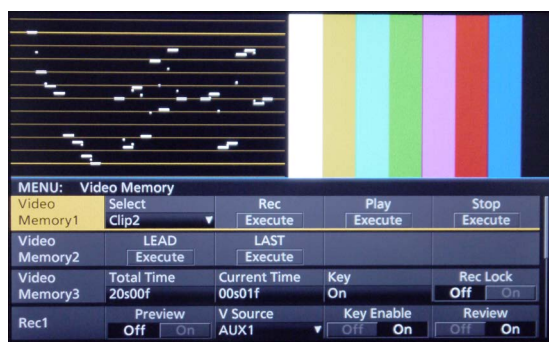 MENU: Video Memory
Video Memory1 Select Rec Play Stop
Clip2 Execute Execute Execute
Video Memory2 LEAD LAST
Execute Execute
Video Memory3 Total Time Current Time Key Rec Lock
20s00f 00s01f On Off On
Rec1 Preview V Source Key Enable Review
Off On AUX1 Off On Off On